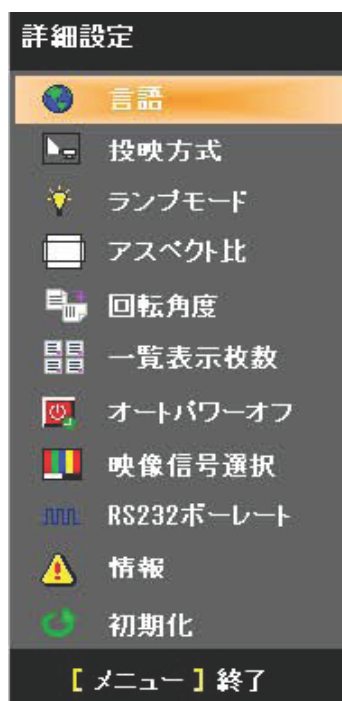 詳細設定
言語
投映方式
ランプモード
アスペクト比
回転角度
一覧表示枚数
オートパワーオフ
映像信号選択
RS232ボーレート
情報
初期化
[メニュー] 終了